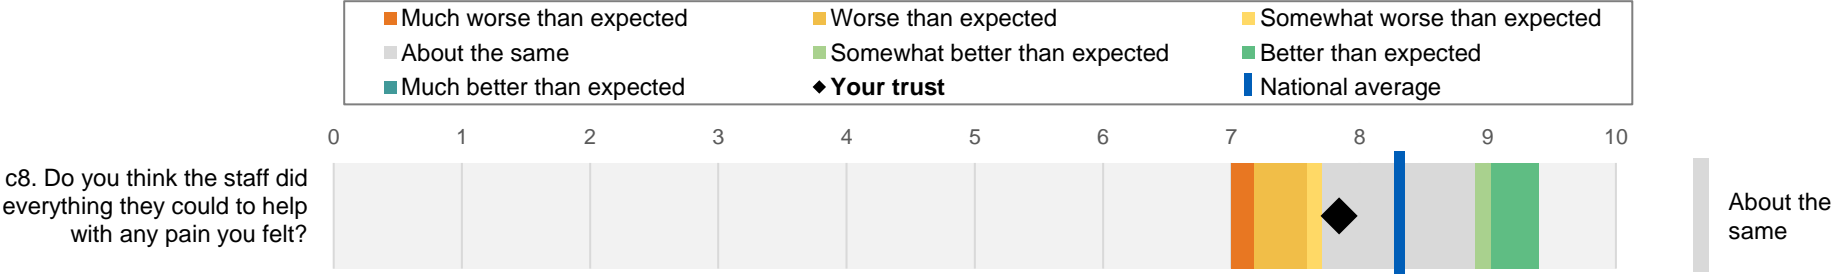 Much worse than expected Worse than expected Somewhat worse than expected
About the same Somewhat better than expected Better than expected
Much better than expected Your trust National average
0 1 2 3 4 5 6 7 8 9 10
c8. Do you think the staff did
everything they could to help
with any pain you felt?
About the
same